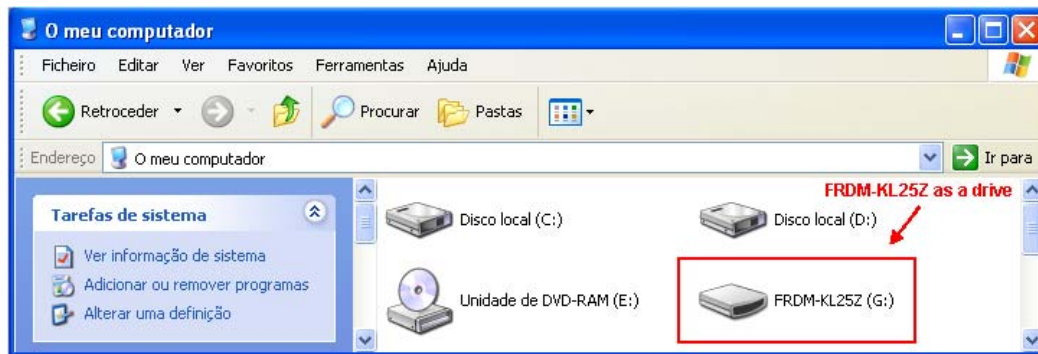 O meu computador
Ficheiro Editar Ver Favoritos Ferramentas Ajuda
Retroceder Procurar Pastas
Endereço O meu computador Ir para
FRDM-KL25Z as a drive
Tarefas de sistema
Ver informação de sistema
Adicionar ou remover programas
Alterar uma definição
Disco local (C:) Disco local (D:)
Unidade de DVD-RAM (E:) FRDM-KL25Z (G:)